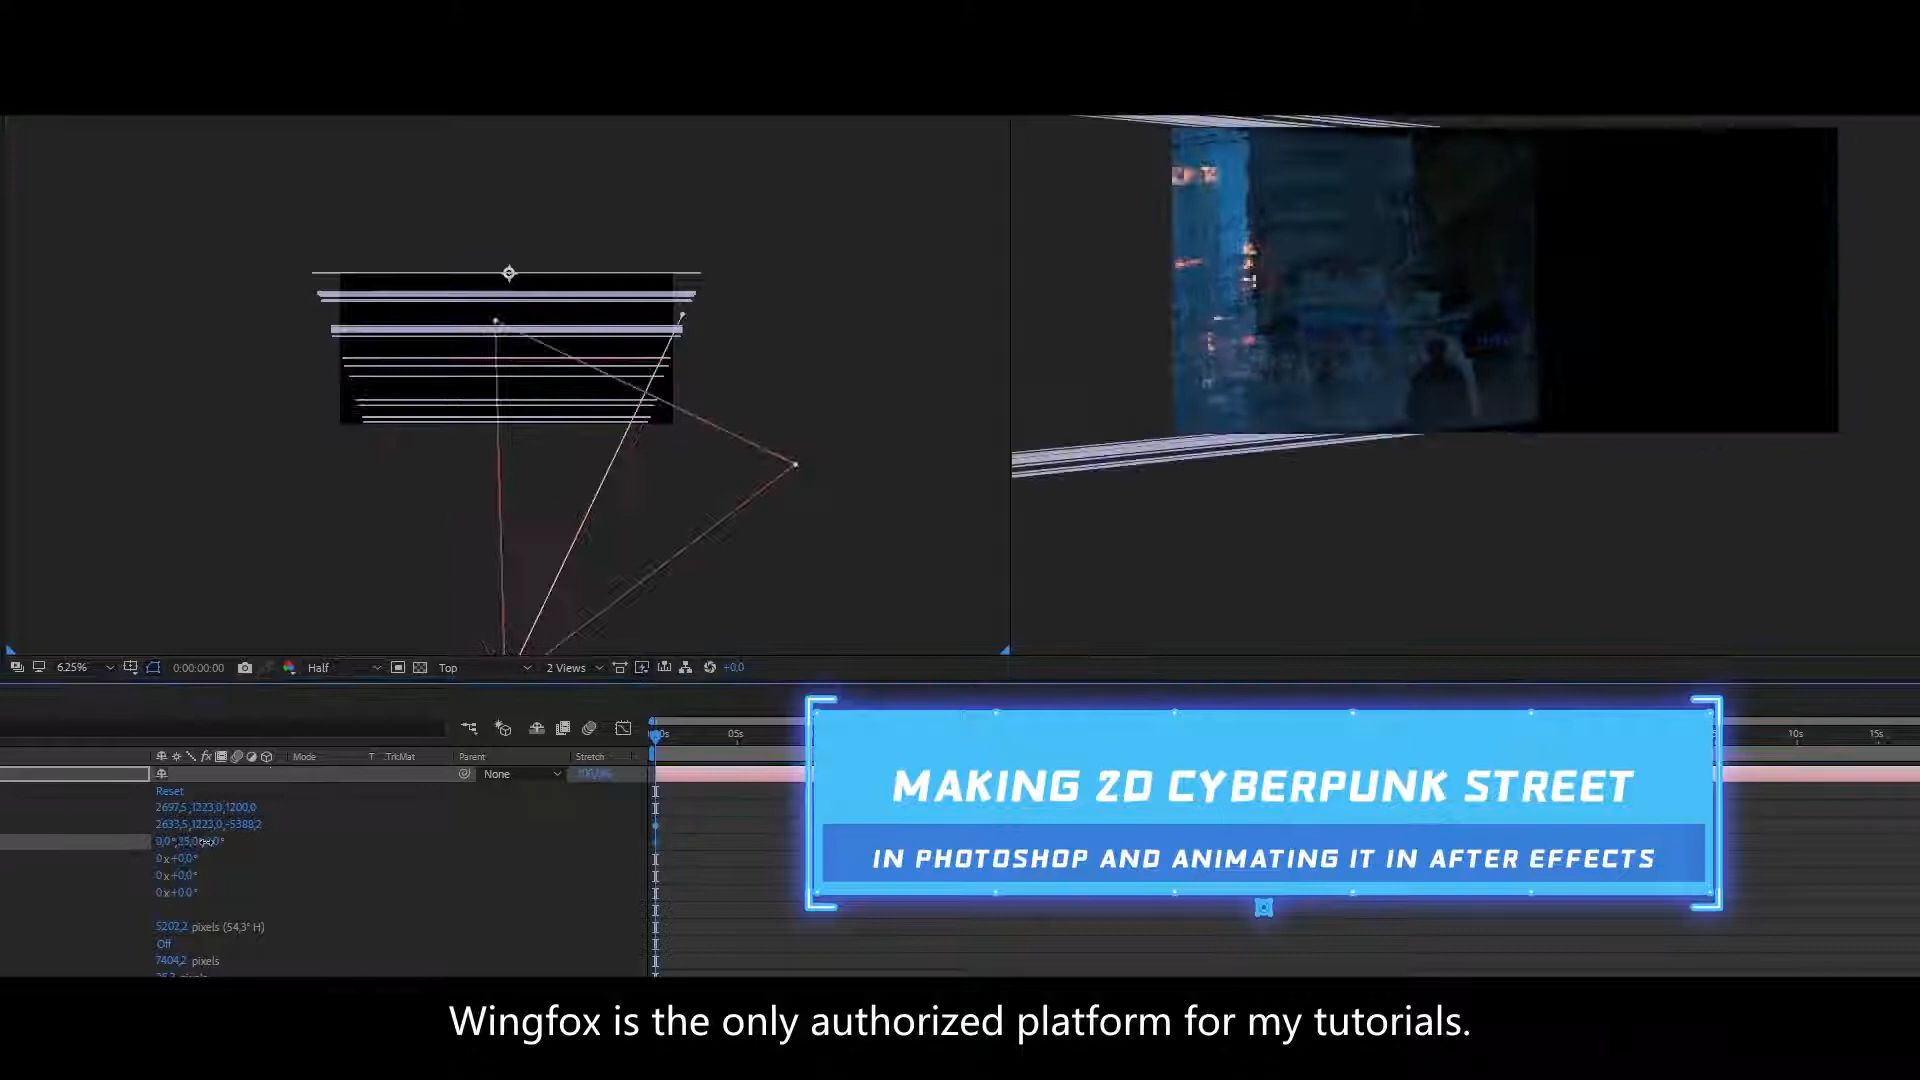 6.25%
0:00:00:00
Half
Top
2 Views
+0,0
05s
10s
15s
Mode
T .TrkMat
Parent
Stretch
None
Reset
2697,5,1223,0,1200,0
2633,5,1223,0,-5388,2
0x+0,0°
0x+0,0°
0x+0,0°
5202,2 pixels (54,3° H)
Off
7404,2 pixels
MAKING 2D CYBERPUNK STREET
IN PHOTOSHOP AND ANIMATING IT IN AFTER EFFECTS
Wingfox is the only authorized platform for my tutorials.